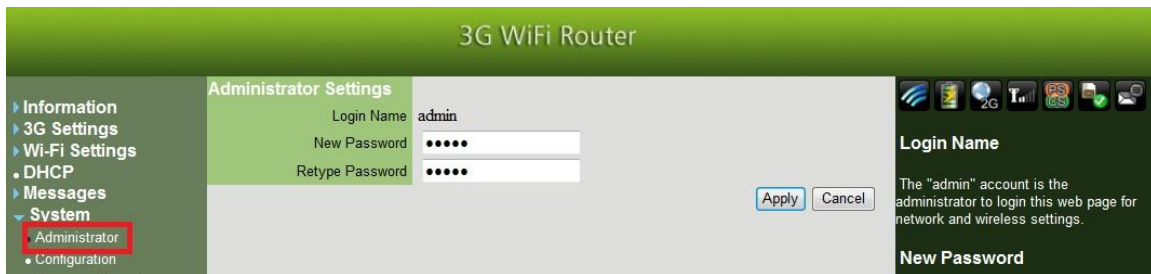 3G WiFi Router
Information
3G Settings
Wi-Fi Settings
DHCP
Messages
System
Administrator
Configuration
Administrator Settings
Login Name admin
New Password •••••
Retype Password •••••
Apply Cancel
2G
PS
CS
Login Name
The "admin" account is the
administrator to login this web page for
network and wireless settings.
New Password